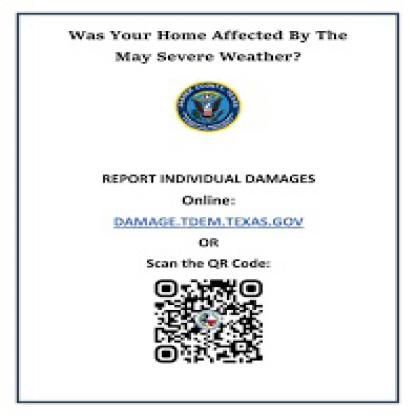 Was Your Home Affected By The
May Severe Weather?
REPORT INDIVIDUAL DAMAGES
Online:
DAMAGE.TDEM.TEXAS.GOV
OR
Scan the QR Code: